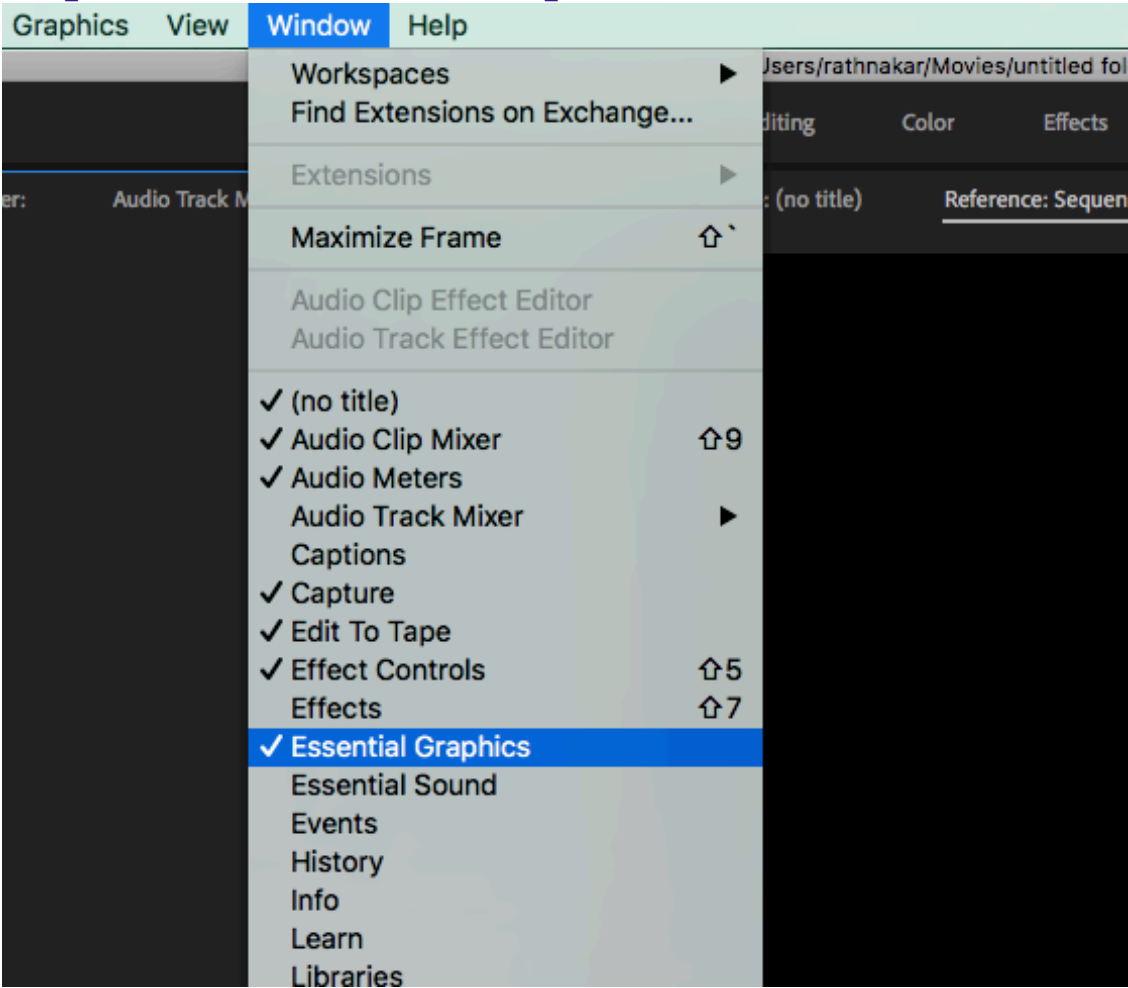 Graphics View Window Help
Workspaces ▶
Jsers/rathnakar/Movies/untitled fol
Find Extensions on Exchange...
diting Color Effects
Extensions ▶
er: Audio Track M : (no title) Reference: Sequen
Maximize Frame ⇧`
Audio Clip Effect Editor
Audio Track Effect Editor
✓ (no title)
✓ Audio Clip Mixer ⇧9
✓ Audio Meters
Audio Track Mixer ▶
Captions
✓ Capture
✓ Edit To Tape
✓ Effect Controls ⇧5
Effects ⇧7
✓ Essential Graphics
Essential Sound
Events
History
Info
Learn
Libraries